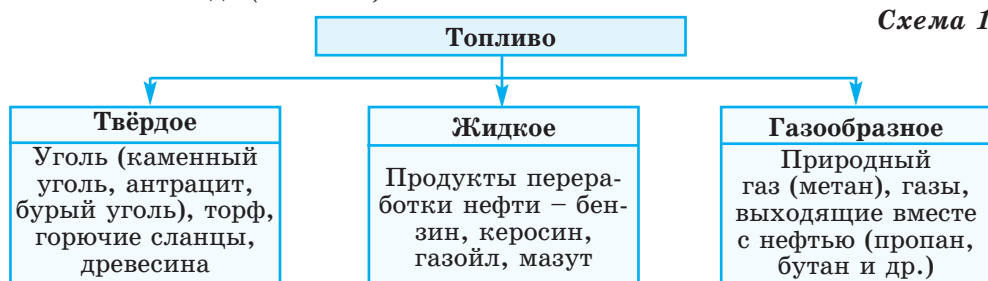 Схема 1
Топливо
Твёрдое
Уголь (каменный
уголь, антрацит,
бурый уголь), торф,
горючие сланцы,
древесина
Жидкое
Продукты перера-
ботки нефти – бен-
зин, керосин,
газойл, мазут
Газообразное
Природный
газ (метан), газы,
выходящие вместе
с нефтью (пропан,
бутан и др.)